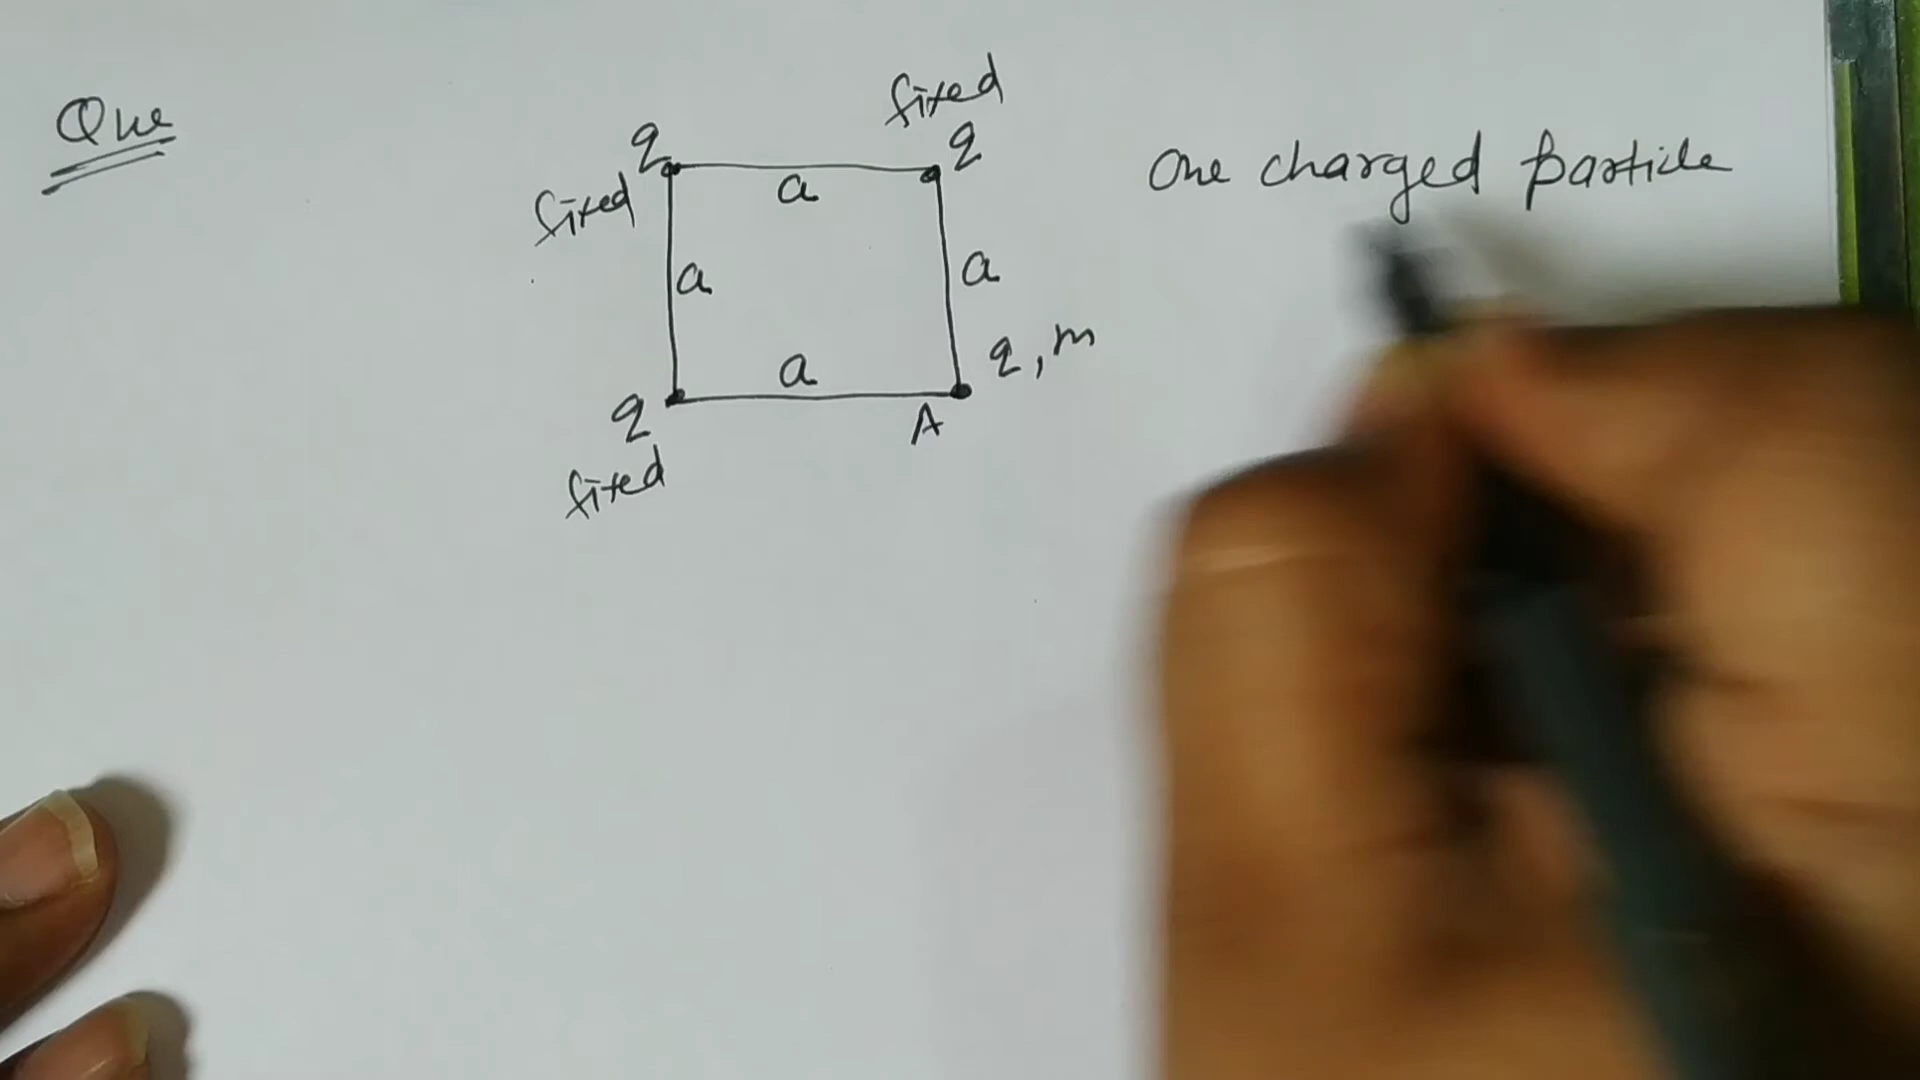 Que
fixed
q
q
One charged particle
a
fixed
a
a
q, m
a
q
A
fixed